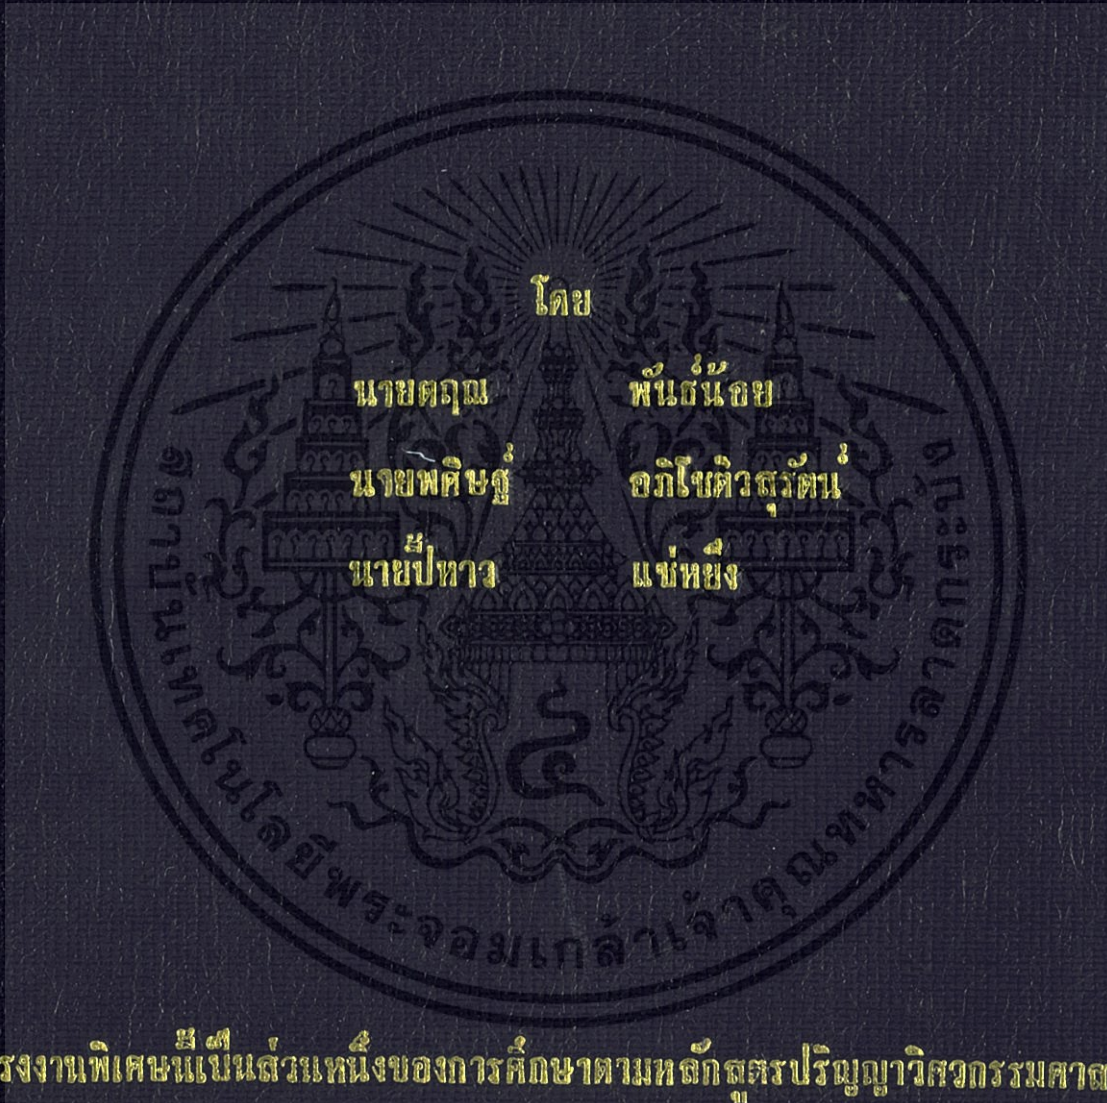 โดย
นายตฤณ พันธ์น้อย
นายพิศิษฐ์ อภิโชติวสุรัตน์
นายปี่หาว แซ่หยึ่ง
สถาบันเทคโนโลยีพระจอมเกล้าเจ้าคุณทหารลาดกระบัง
รงงานพิเศษนี้เป็นส่วนหนึ่งของการศึกษาตามหลักสูตรปริญญาวิศวกรรมศาส